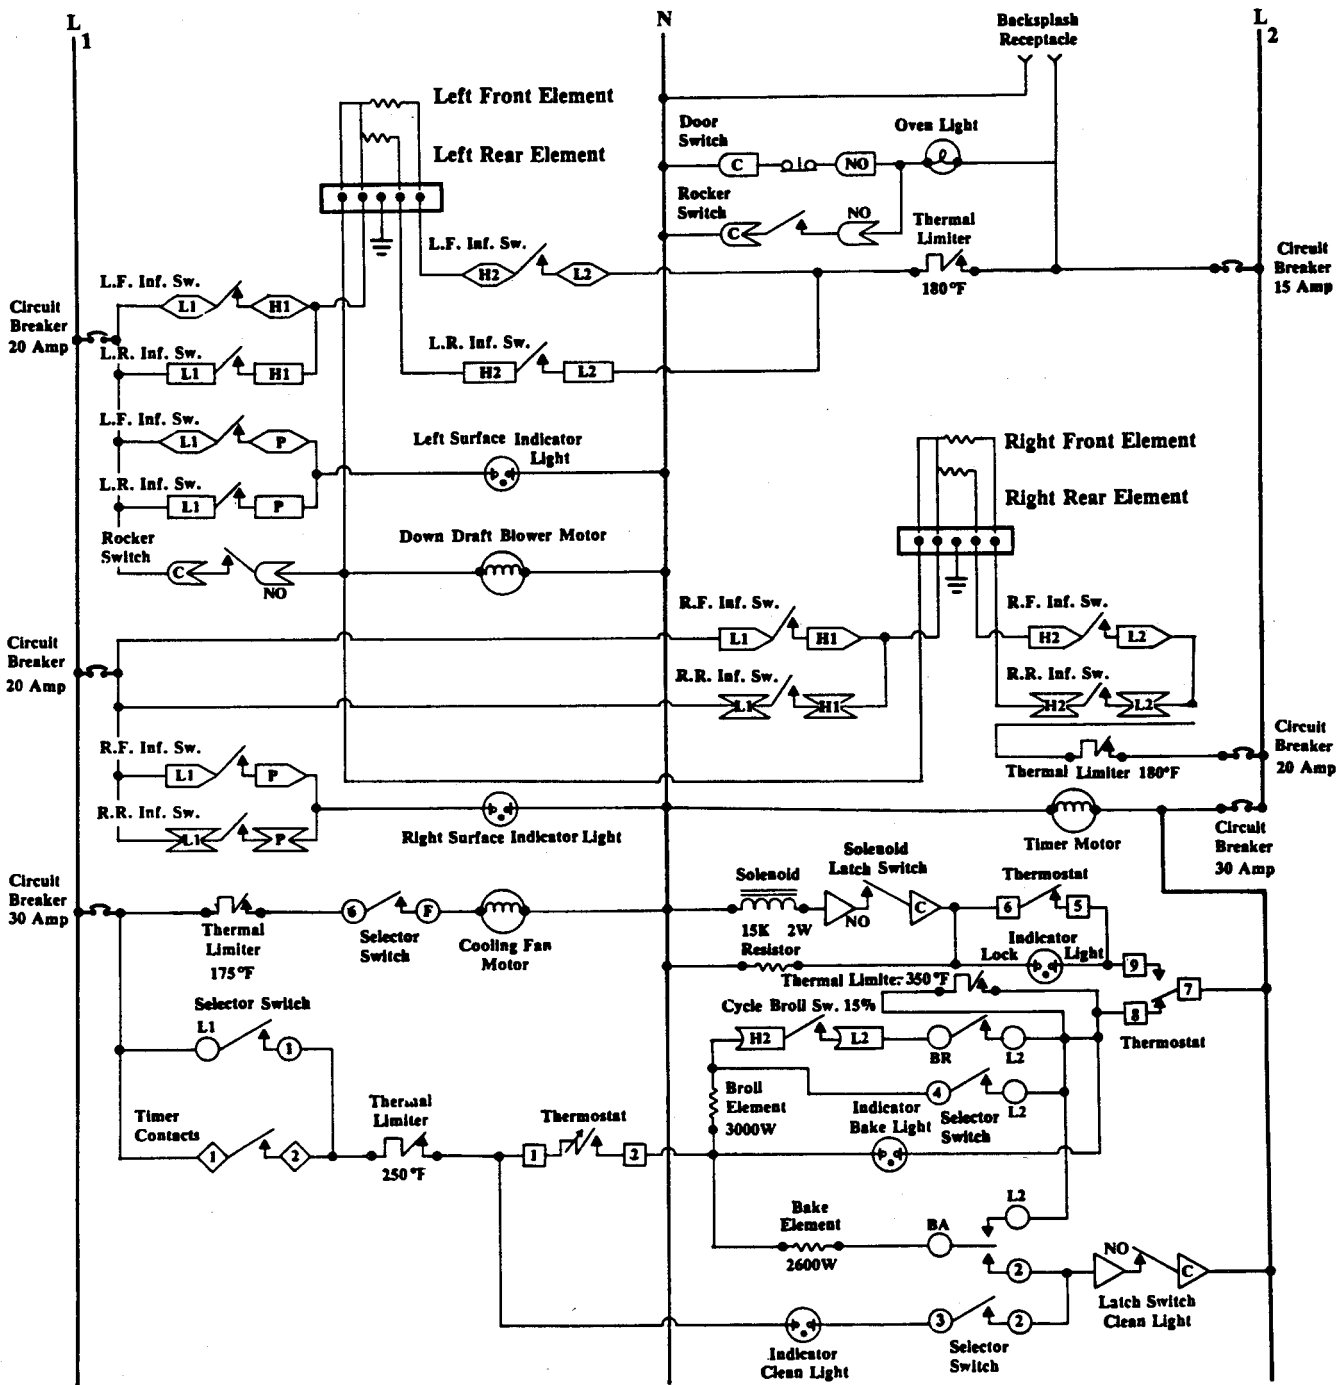 L
1
N
L
2
Backsplash
Receptacle
Left Front Element
Left Rear Element
Door
Switch
Oven Light
C
NO
Rocker
Switch
C
NO
Thermal
Limiter
180°F
Circuit
Breaker
15 Amp
L.F. Inf. Sw.
H2
L2
L.F. Inf. Sw.
L1
H1
Circuit
Breaker
20 Amp
L.R. Inf. Sw.
L1
H1
L.R. Inf. Sw.
H2
L2
L.F. Inf. Sw.
L1
P
Left Surface Indicator
Light
L.R. Inf. Sw.
L1
P
Right Front Element
Right Rear Element
Rocker
Switch
C
NO
Down Draft Blower Motor
Circuit
Breaker
20 Amp
R.F. Inf. Sw.
L1
H1
R.F. Inf. Sw.
H2
L2
R.R. Inf. Sw.
L1
H1
R.R. Inf. Sw.
H2
L2
Circuit
Breaker
20 Amp
Thermal Limiter 180°F
R.F. Inf. Sw.
L1
P
R.R. Inf. Sw.
L1
P
Right Surface Indicator Light
Timer Motor
Circuit
Breaker
30 Amp
Circuit
Breaker
30 Amp
Thermal
Limiter
175°F
6
F
Selector
Switch
Cooling Fan
Motor
Solenoid
Solenoid
Latch Switch
NO
C
Thermostat
6
5
15K 2W
Resistor
Indicator
Lock Light
9
7
8
Thermostat
Thermal Limiter 350°F
Cycle Broil Sw. 15%
H2
L2
BR
L2
Selector Switch
L1
1
Broil
Element
3000W
4
L2
Selector
Switch
Indicator
Bake Light
Timer
Contacts
1
2
Thermal
Limiter
250°F
Thermostat
1
2
Bake
Element
2600W
BA
L2
2
NO
C
Latch Switch
Clean Light
3
2
Selector
Switch
Indicator
Clean Light